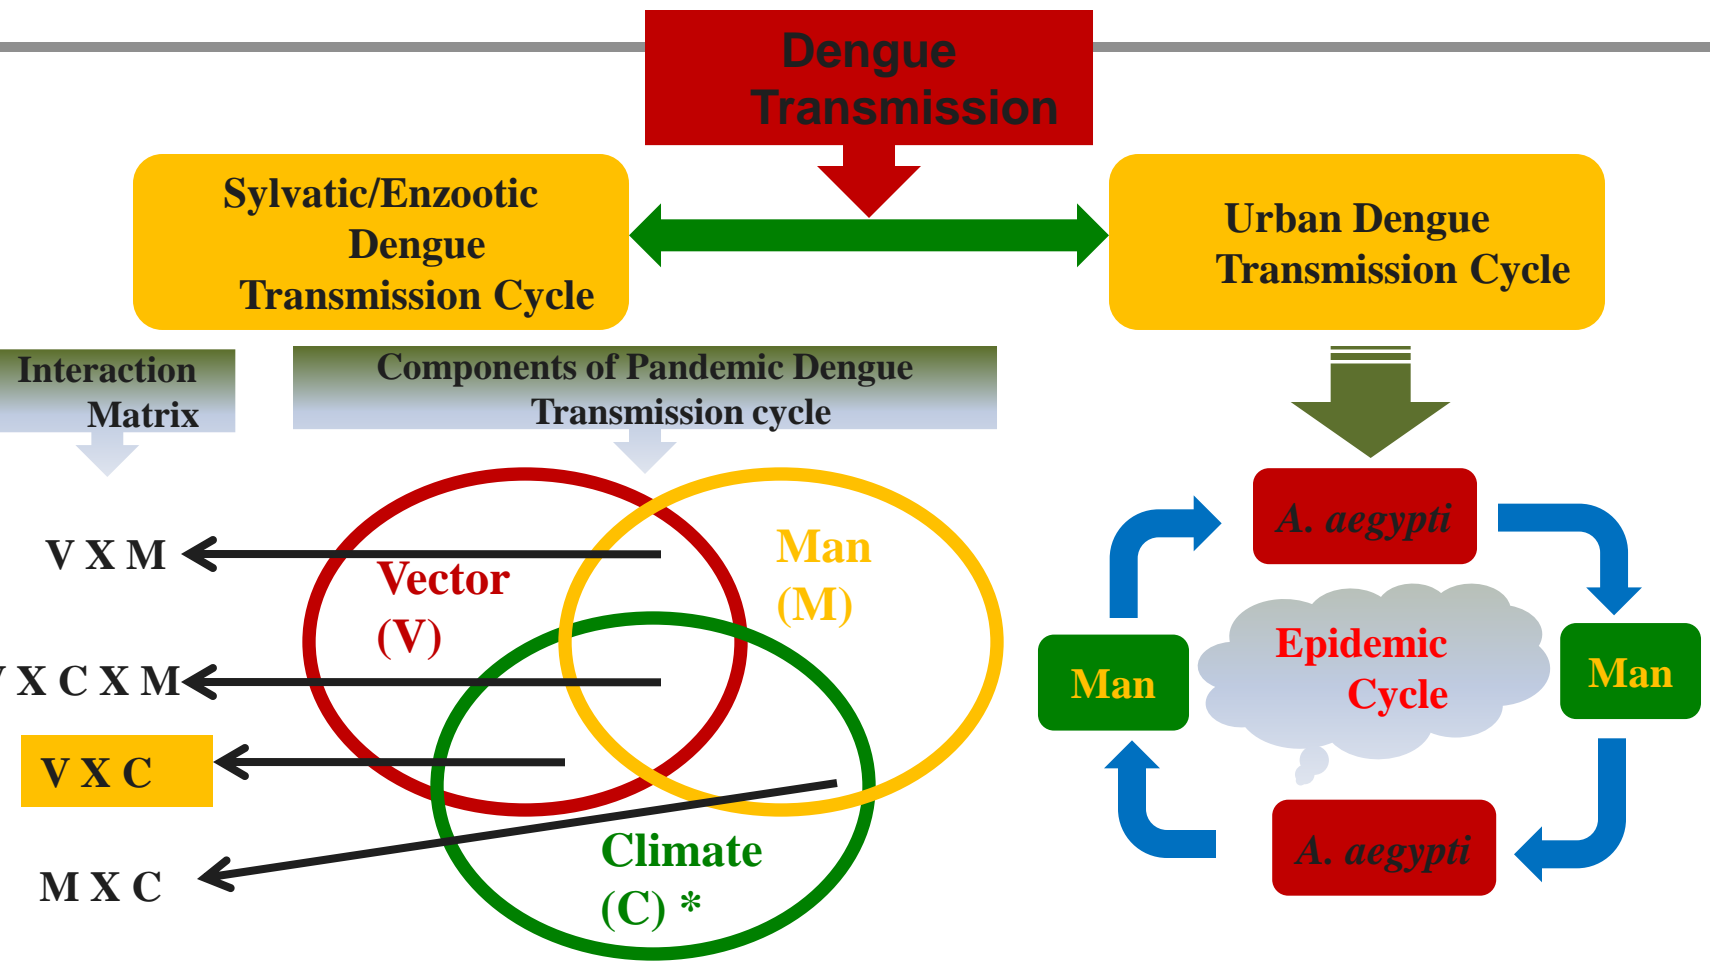 Dengue
Transmission
Sylvatic/Enzootic
Dengue
Transmission Cycle
Urban Dengue
Transmission Cycle
Interaction
Matrix
Components of Pandemic Dengue
Transmission cycle
V X M
X C X M
V X C
M X C
Vector
(V)
Man
(M)
Climate
(C) *
A. aegypti
Man
Epidemic
Cycle
Man
A. aegypti